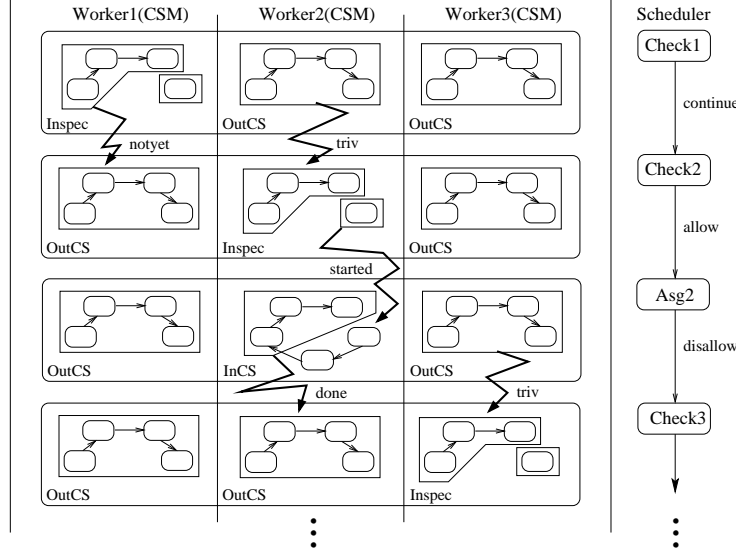 Worker1(CSM) Worker2(CSM) Worker3(CSM) Scheduler
Check1
continue
Inspec OutCS OutCS
notyet triv
Check2
allow
OutCS Inspec OutCS
started
Asg2
disallow
OutCS InCS OutCS
done triv
Check3
OutCS OutCS Inspec